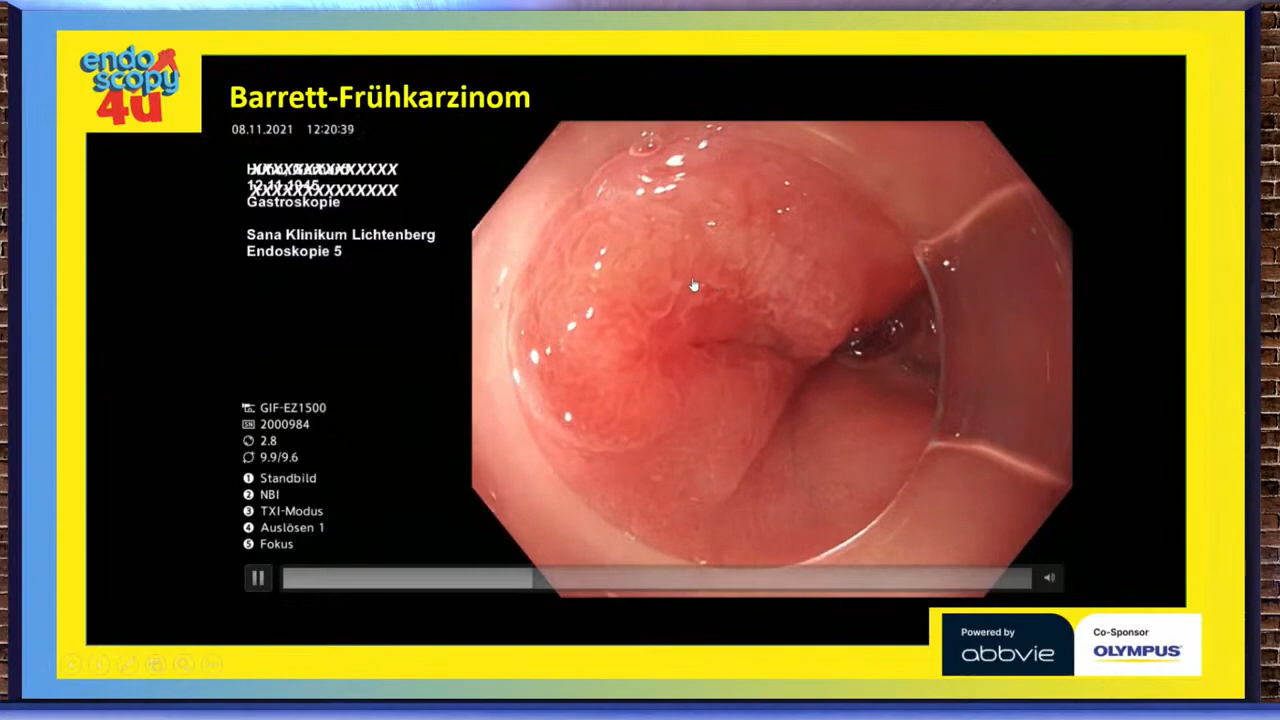 endo
scopy
4u
Barrett-Frühkarzinom
08.11.2021 12:20:39
Gastroskopie
Sana Klinikum Lichtenberg
Endoskopie 5
GIF-EZ1500
SN 2000984
2.8
9.9/9.6
1 Standbild
2 NBI
3 TXI-Modus
4 Auslösen 1
5 Fokus
Powered by
abbvie
Co-Sponsor
OLYMPUS